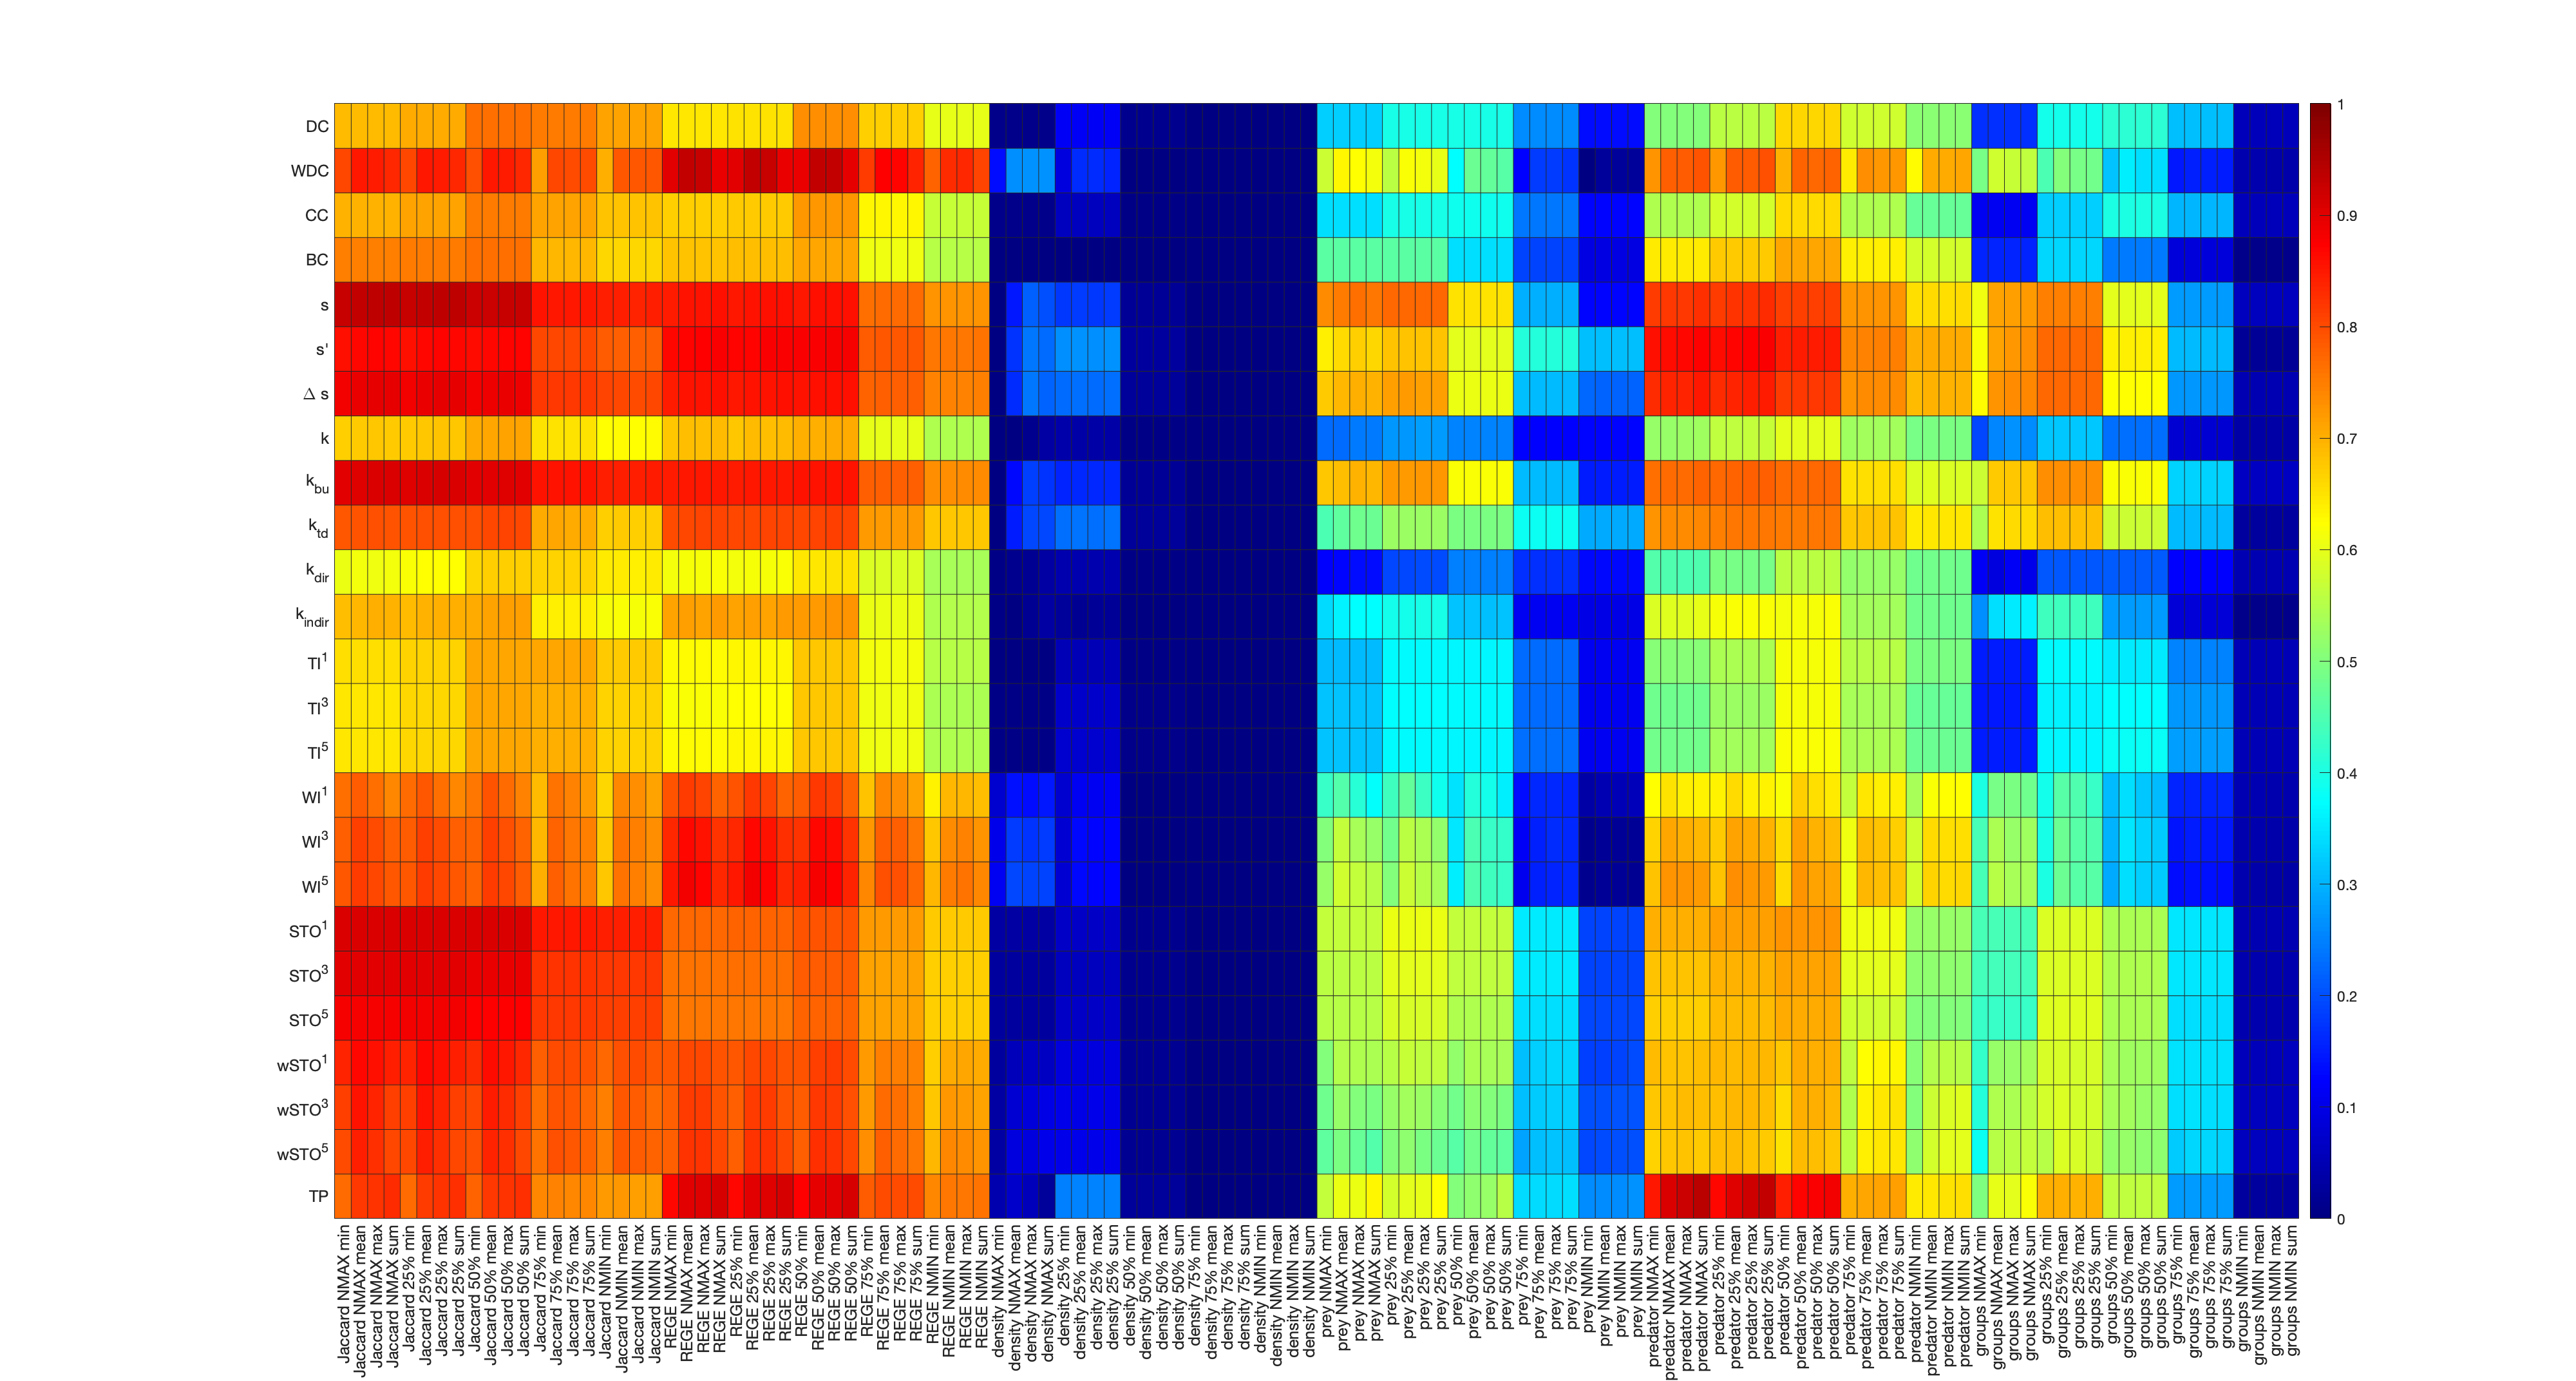 DC
WDC
CC
BC
s
s'
Δ s
k
k_bu
k_td
k_dir
k_indir
TI^1
TI^3
TI^5
WI^1
WI^3
WI^5
STO^1
STO^3
STO^5
wSTO^1
wSTO^3
wSTO^5
TP
1
0.9
0.8
0.7
0.6
0.5
0.4
0.3
0.2
0.1
0
Jaccard NMAX min
Jaccard NMAX mean
Jaccard NMAX max
Jaccard NMAX sum
Jaccard 25% min
Jaccard 25% mean
Jaccard 25% max
Jaccard 25% sum
Jaccard 50% min
Jaccard 50% mean
Jaccard 50% max
Jaccard 50% sum
Jaccard 75% min
Jaccard 75% mean
Jaccard 75% max
Jaccard 75% sum
Jaccard NMIN min
Jaccard NMIN mean
Jaccard NMIN max
Jaccard NMIN sum
REGE NMAX min
REGE NMAX mean
REGE NMAX max
REGE NMAX sum
REGE 25% min
REGE 25% mean
REGE 25% max
REGE 25% sum
REGE 50% min
REGE 50% mean
REGE 50% max
REGE 50% sum
REGE 75% min
REGE 75% mean
REGE 75% max
REGE 75% sum
REGE NMIN min
REGE NMIN mean
REGE NMIN max
REGE NMIN sum
density NMAX min
density NMAX mean
density NMAX max
density NMAX sum
density 25% min
density 25% mean
density 25% max
density 25% sum
density 50% min
density 50% mean
density 50% max
density 50% sum
density 75% min
density 75% mean
density 75% max
density 75% sum
density NMIN min
density NMIN mean
density NMIN max
density NMIN sum
prey NMAX min
prey NMAX mean
prey NMAX max
prey NMAX sum
prey 25% min
prey 25% mean
prey 25% max
prey 25% sum
prey 50% min
prey 50% mean
prey 50% max
prey 50% sum
prey 75% min
prey 75% mean
prey 75% max
prey 75% sum
prey NMIN min
prey NMIN mean
prey NMIN max
prey NMIN sum
predator NMAX min
predator NMAX mean
predator NMAX max
predator NMAX sum
predator 25% min
predator 25% mean
predator 25% max
predator 25% sum
predator 50% min
predator 50% mean
predator 50% max
predator 50% sum
predator 75% min
predator 75% mean
predator 75% max
predator 75% sum
predator NMIN min
predator NMIN mean
predator NMIN max
predator NMIN sum
groups NMAX min
groups NMAX mean
groups NMAX max
groups NMAX sum
groups 25% min
groups 25% mean
groups 25% max
groups 25% sum
groups 50% min
groups 50% mean
groups 50% max
groups 50% sum
groups 75% min
groups 75% mean
groups 75% max
groups 75% sum
groups NMIN min
groups NMIN mean
groups NMIN max
groups NMIN sum